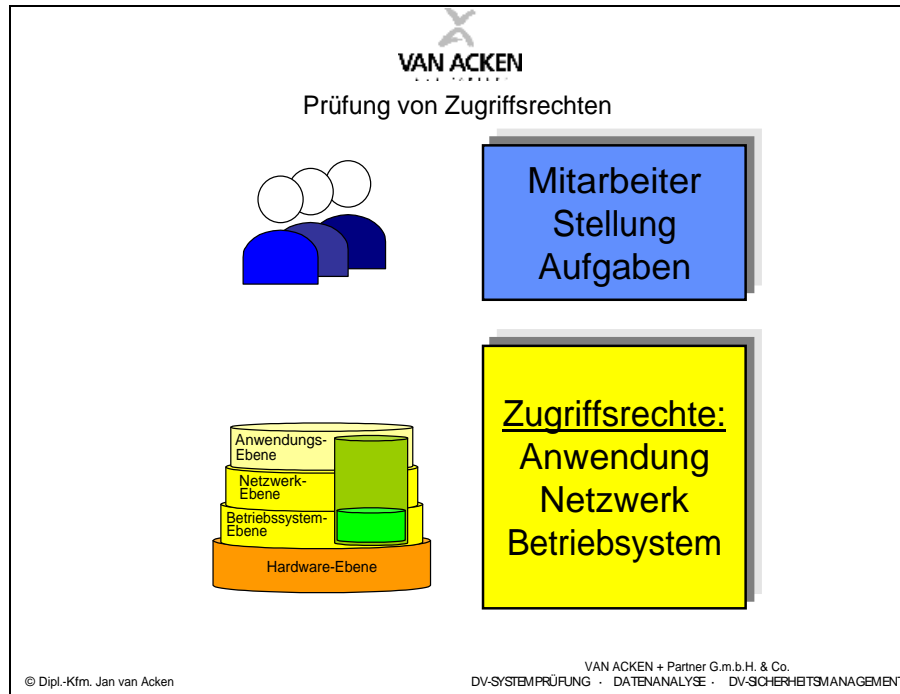 VAN ACKEN
Prüfung von Zugriffsrechten
Mitarbeiter
Stellung
Aufgaben
Anwendungs-
Ebene
Netzwerk-
Ebene
Betriebssystem-
Ebene
Hardware-Ebene
Zugriffsrechte:
Anwendung
Netzwerk
Betriebsystem
© Dipl.-Kfm. Jan van Acken
VAN ACKEN + Partner G.m.b.H. & Co.
DV-SYSTEMPRÜFUNG · DATENANALYSE · DV-SICHERHEITSMANAGEMENT